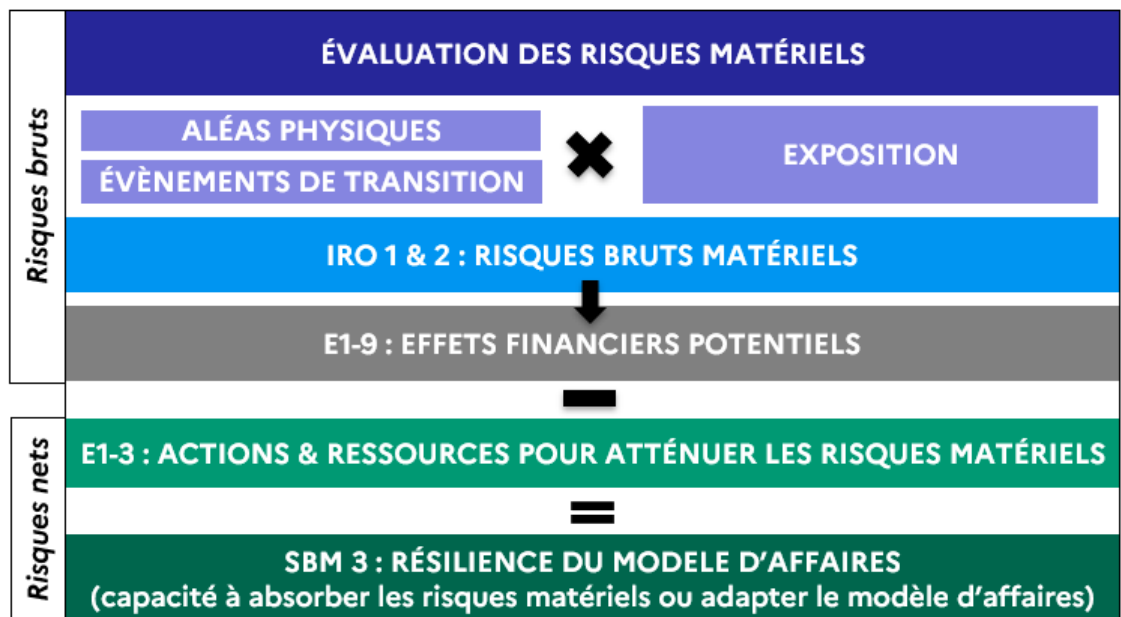 Risques bruts
ÉVALUATION DES RISQUES MATÉRIELS
ALÉAS PHYSIQUES
ÉVÈNEMENTS DE TRANSITION
EXPOSITION
IRO 1 & 2 : RISQUES BRUTS MATÉRIELS
E1-9 : EFFETS FINANCIERS POTENTIELS
Risques nets
E1-3 : ACTIONS & RESSOURCES POUR ATTÉNUER LES RISQUES MATÉRIELS
SBM 3 : RÉSILIENCE DU MODELE D’AFFAIRES
(capacité à absorber les risques matériels ou adapter le modèle d’affaires)